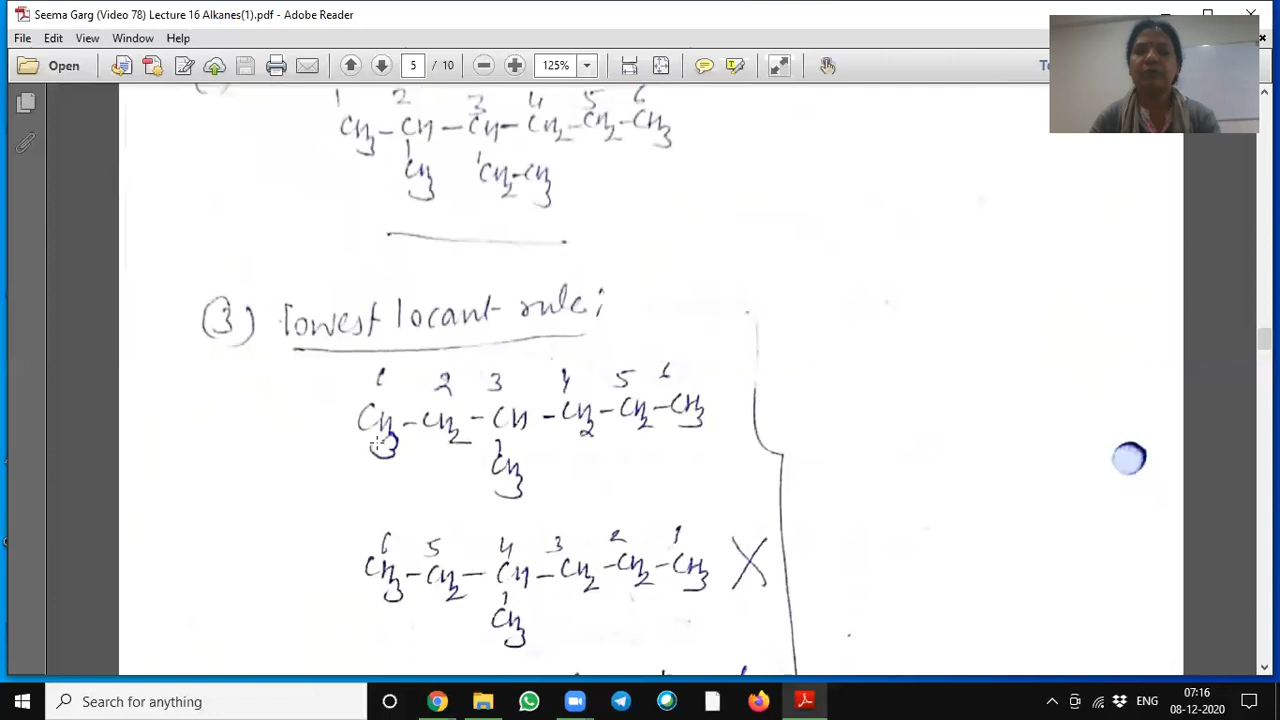 Seema Garg (Video 78) Lecture 16 Alkanes(1).pdf - Adobe Reader
File Edit View Window Help
Open 5 / 10 125%
1 2 3 4 5 6
CH3 - CH - CH - CH2 - CH2 - CH3
CH3 CH2 - CH3
(3) lowest locant rule;
1 2 3 4 5 6
CH3 - CH2 - CH - CH2 - CH2 - CH3
CH3
6 5 4 3 2 1
CH3 - CH2 - CH - CH2 - CH2 - CH3 X
CH3
Search for anything
ENG
07:16
08-12-2020